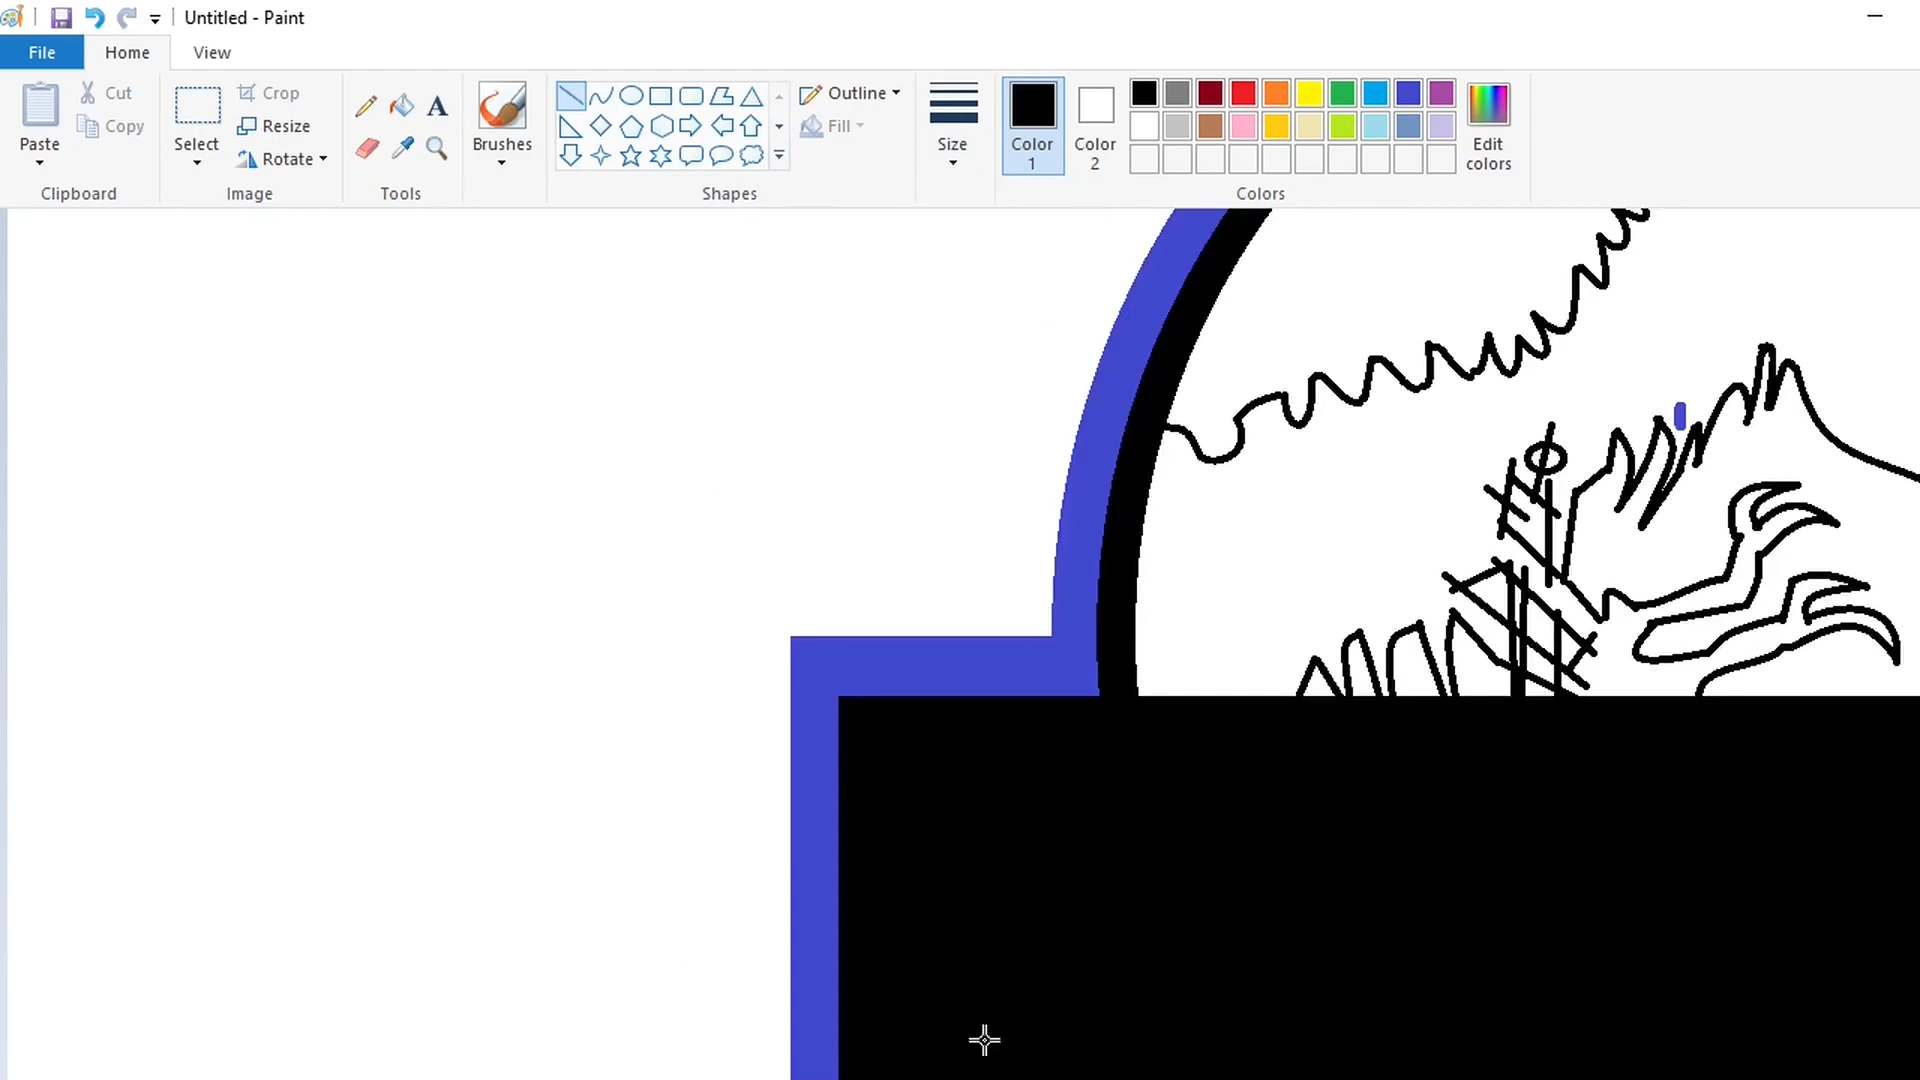 Untitled - Paint
File Home View
Paste Cut Copy
Clipboard
Select Crop Resize Rotate
Image
A
Tools
Brushes
Outline
Fill
Shapes
Size
Color 1
Color 2
Edit colors
Colors